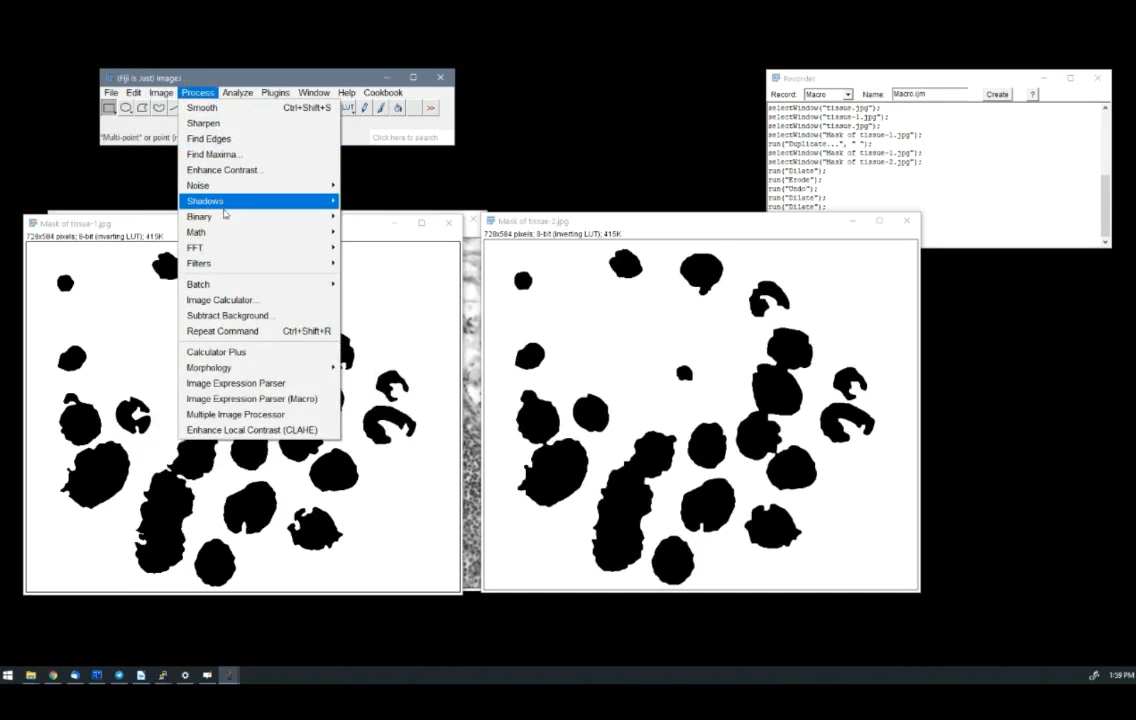 (Fiji Is Just) ImageJ
File Edit Image Process Analyze Plugins Window Help Cookbook
LUT
>>
"Multi-point" or point (r
Click here to search
Smooth Ctrl+Shift+S
Sharpen
Find Edges
Find Maxima...
Enhance Contrast...
Noise
Shadows
Binary
Math
FFT
Filters
Batch
Image Calculator...
Subtract Background...
Repeat Command Ctrl+Shift+R
Calculator Plus
Morphology
Image Expression Parser
Image Expression Parser (Macro)
Multiple Image Processor
Enhance Local Contrast (CLAHE)
Recorder
Record: Macro Name: Macro.ijm Create ?
selectWindow("tissue.jpg");
selectWindow("tissue-1.jpg");
selectWindow("tissue.jpg");
selectWindow("Mask of tissue-1.jpg");
run("Duplicate...", " ");
selectWindow("Mask of tissue-1.jpg");
selectWindow("Mask of tissue-2.jpg");
run("Dilate");
run("Erode");
run("Undo");
run("Dilate");
run("Dilate");
Mask of tissue-1.jpg
728x584 pixels; 8-bit (inverting LUT); 415K
Mask of tissue-2.jpg
728x584 pixels; 8-bit (inverting LUT); 415K
1:59 PM